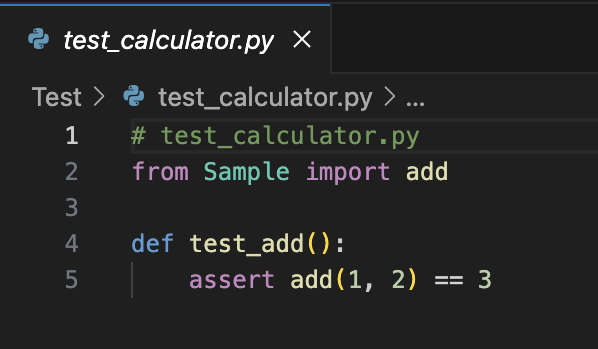 test_calculator.py ×
Test > test_calculator.py > ...
1 # test_calculator.py
2 from Sample import add
3
4 def test_add():
5     assert add(1, 2) == 3